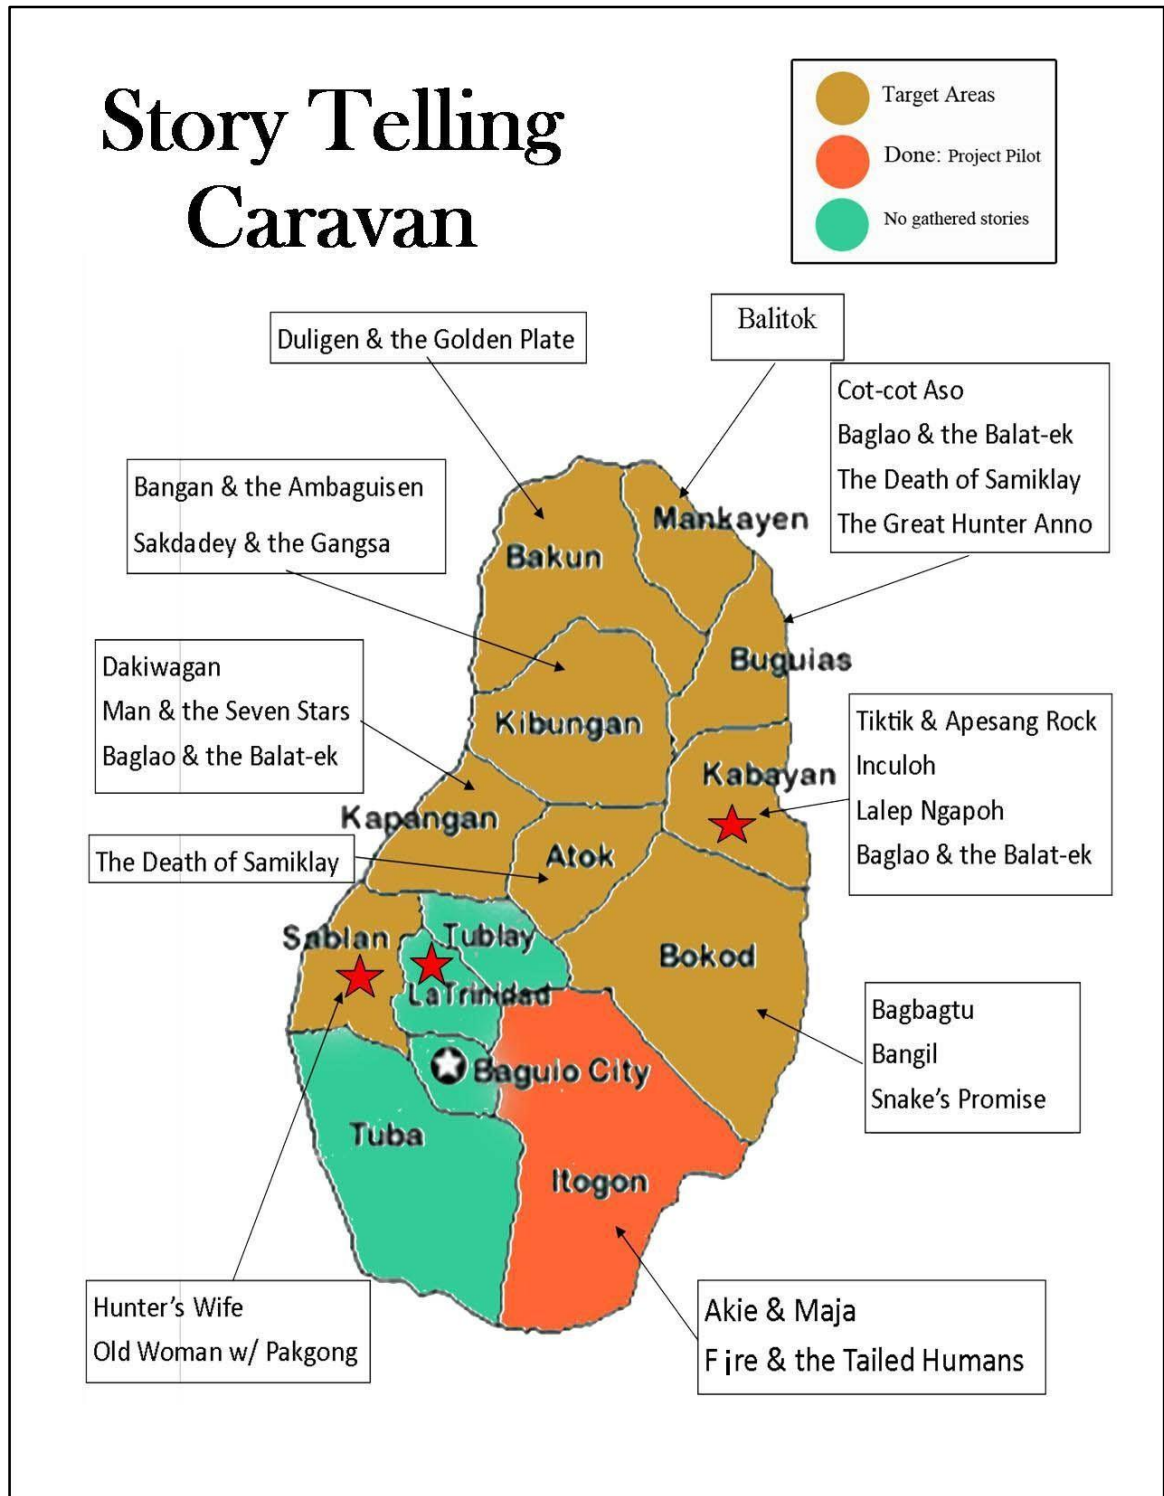 Story Telling
Caravan
Target Areas
Done: Project Pilot
No gathered stories
Duligen & the Golden Plate
Balitok
Cot-cot Aso
Baglao & the Balat-ek
The Death of Samiklay
The Great Hunter Anno
Bangan & the Ambaguisen
Sakdadey & the Gangsa
Mankayen
Bakun
Dakiwagan
Man & the Seven Stars
Baglao & the Balat-ek
Buguias
Kibungan
Tiktik & Apesang Rock
Inculoh
Lalep Ngapoh
Baglao & the Balat-ek
Kabayan
Kapangan
The Death of Samiklay
Atok
Sablan
Tublay
Bokod
LaTrinidad
Bagbagtu
Bangil
Snake's Promise
Baguio City
Tuba
Itogon
Hunter's Wife
Old Woman w/ Pakgong
Akie & Maja
Fire & the Tailed Humans